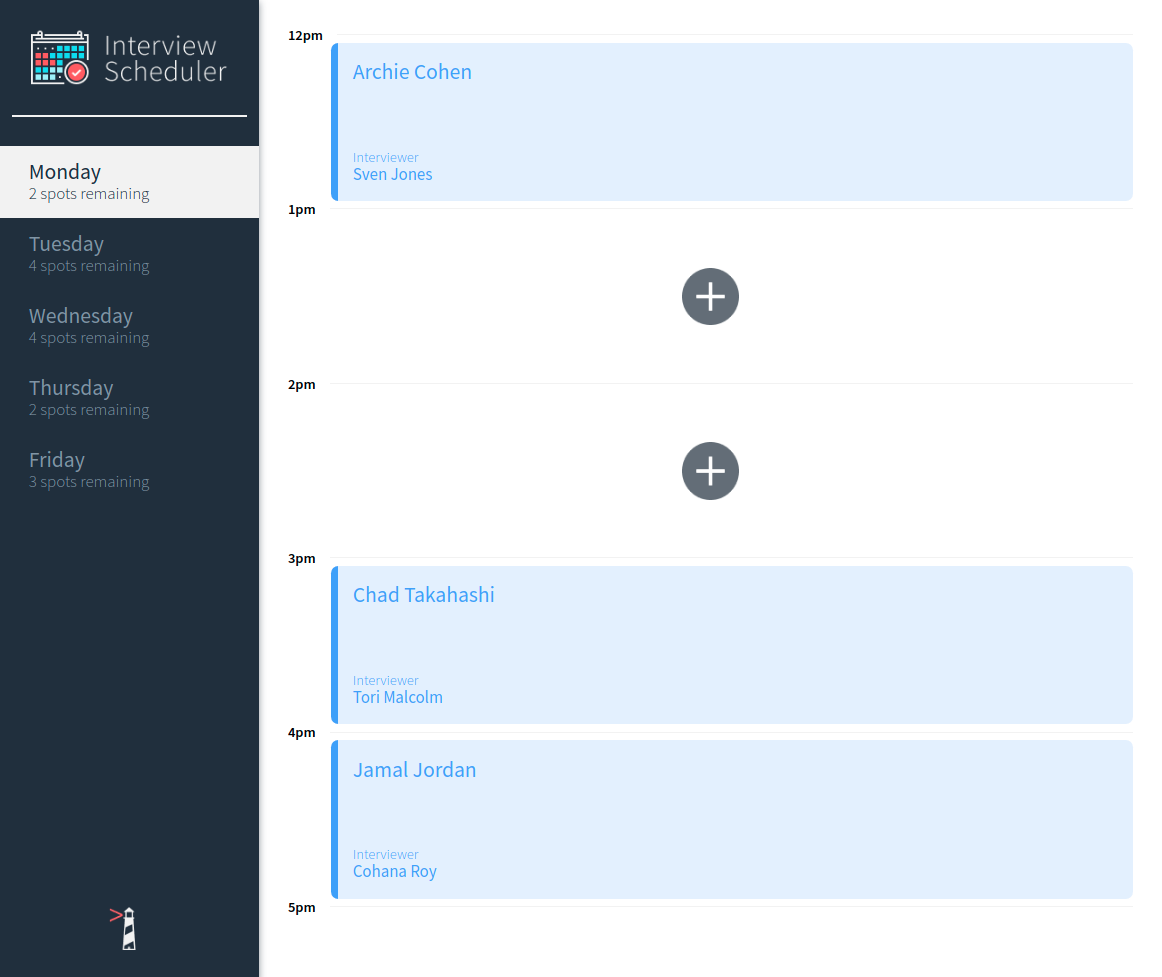 Interview
Scheduler
Monday
2 spots remaining
Tuesday
4 spots remaining
Wednesday
4 spots remaining
Thursday
2 spots remaining
Friday
3 spots remaining
12pm
Archie Cohen
Interviewer
Sven Jones
1pm
2pm
3pm
Chad Takahashi
Interviewer
Tori Malcolm
4pm
Jamal Jordan
Interviewer
Cohana Roy
5pm